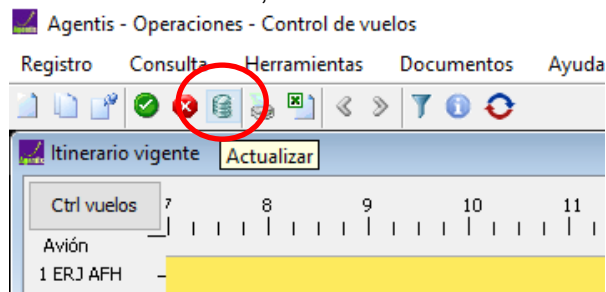 Agentis - Operaciones - Control de vuelos
Registro Consulta Herramientas Documentos Ayuda
Itinerario vigente Actualizar
Ctrl vuelos 7 8 9 10 11
Avión
1 ERJ AFH